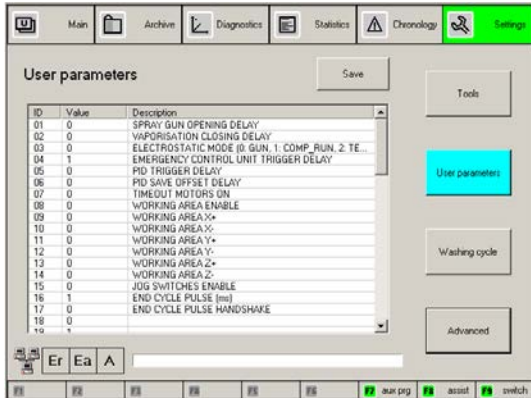 Main Archive Diagnostics Statistics Chronology Settings
User parameters Save
Tools
ID Value Description
01 0 SPRAY GUN OPENING DELAY
02 0 VAPORISATION CLOSING DELAY
03 0 ELECTROSTATIC MODE (0: GUN, 1: COMP_RUN, 2: TE...
04 1 EMERGENCY CONTROL UNIT TRIGGER DELAY
05 0 PID TRIGGER DELAY
06 0 PID SAVE OFFSET DELAY
07 0 TIMEOUT MOTORS ON
08 0 WORKING AREA ENABLE
09 0 WORKING AREA X+
10 0 WORKING AREA X-
11 0 WORKING AREA Y+
12 0 WORKING AREA Y-
13 0 WORKING AREA Z+
14 0 WORKING AREA Z-
15 0 JOG SWITCHES ENABLE
16 1 END CYCLE PULSE (ms)
17 0 END CYCLE PULSE HANDSHAKE
18 0
19 1
User parameters
Washing cycle
Advanced
Er Ea A
F1 F2 F3 F4 F5 F6 F7 aux prg F8 assist F9 switch